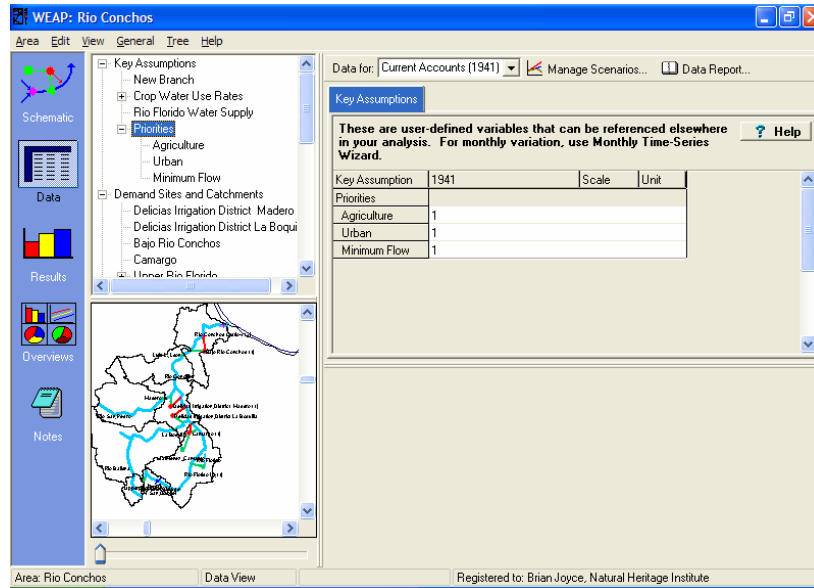 WEAP: Rio Conchos
Area Edit View General Tree Help
Schematic
Data
Results
Overviews
Notes
Key Assumptions
New Branch
Crop Water Use Rates
Rio Florido Water Supply
Priorities
Agriculture
Urban
Minimum Flow
Demand Sites and Catchments
Delicias Irrigation District Madero
Delicias Irrigation District La Boqui
Bajo Rio Conchos
Camargo
Upper Rio Florido
Data for: Current Accounts (1941) Manage Scenarios... Data Report...
Key Assumptions
These are user-defined variables that can be referenced elsewhere
in your analysis. For monthly variation, use Monthly Time-Series
Wizard.
? Help
Key Assumption 1941 Scale Unit
Priorities
Agriculture 1
Urban 1
Minimum Flow 1
Area: Rio Conchos Data View Registered to: Brian Joyce, Natural Heritage Institute